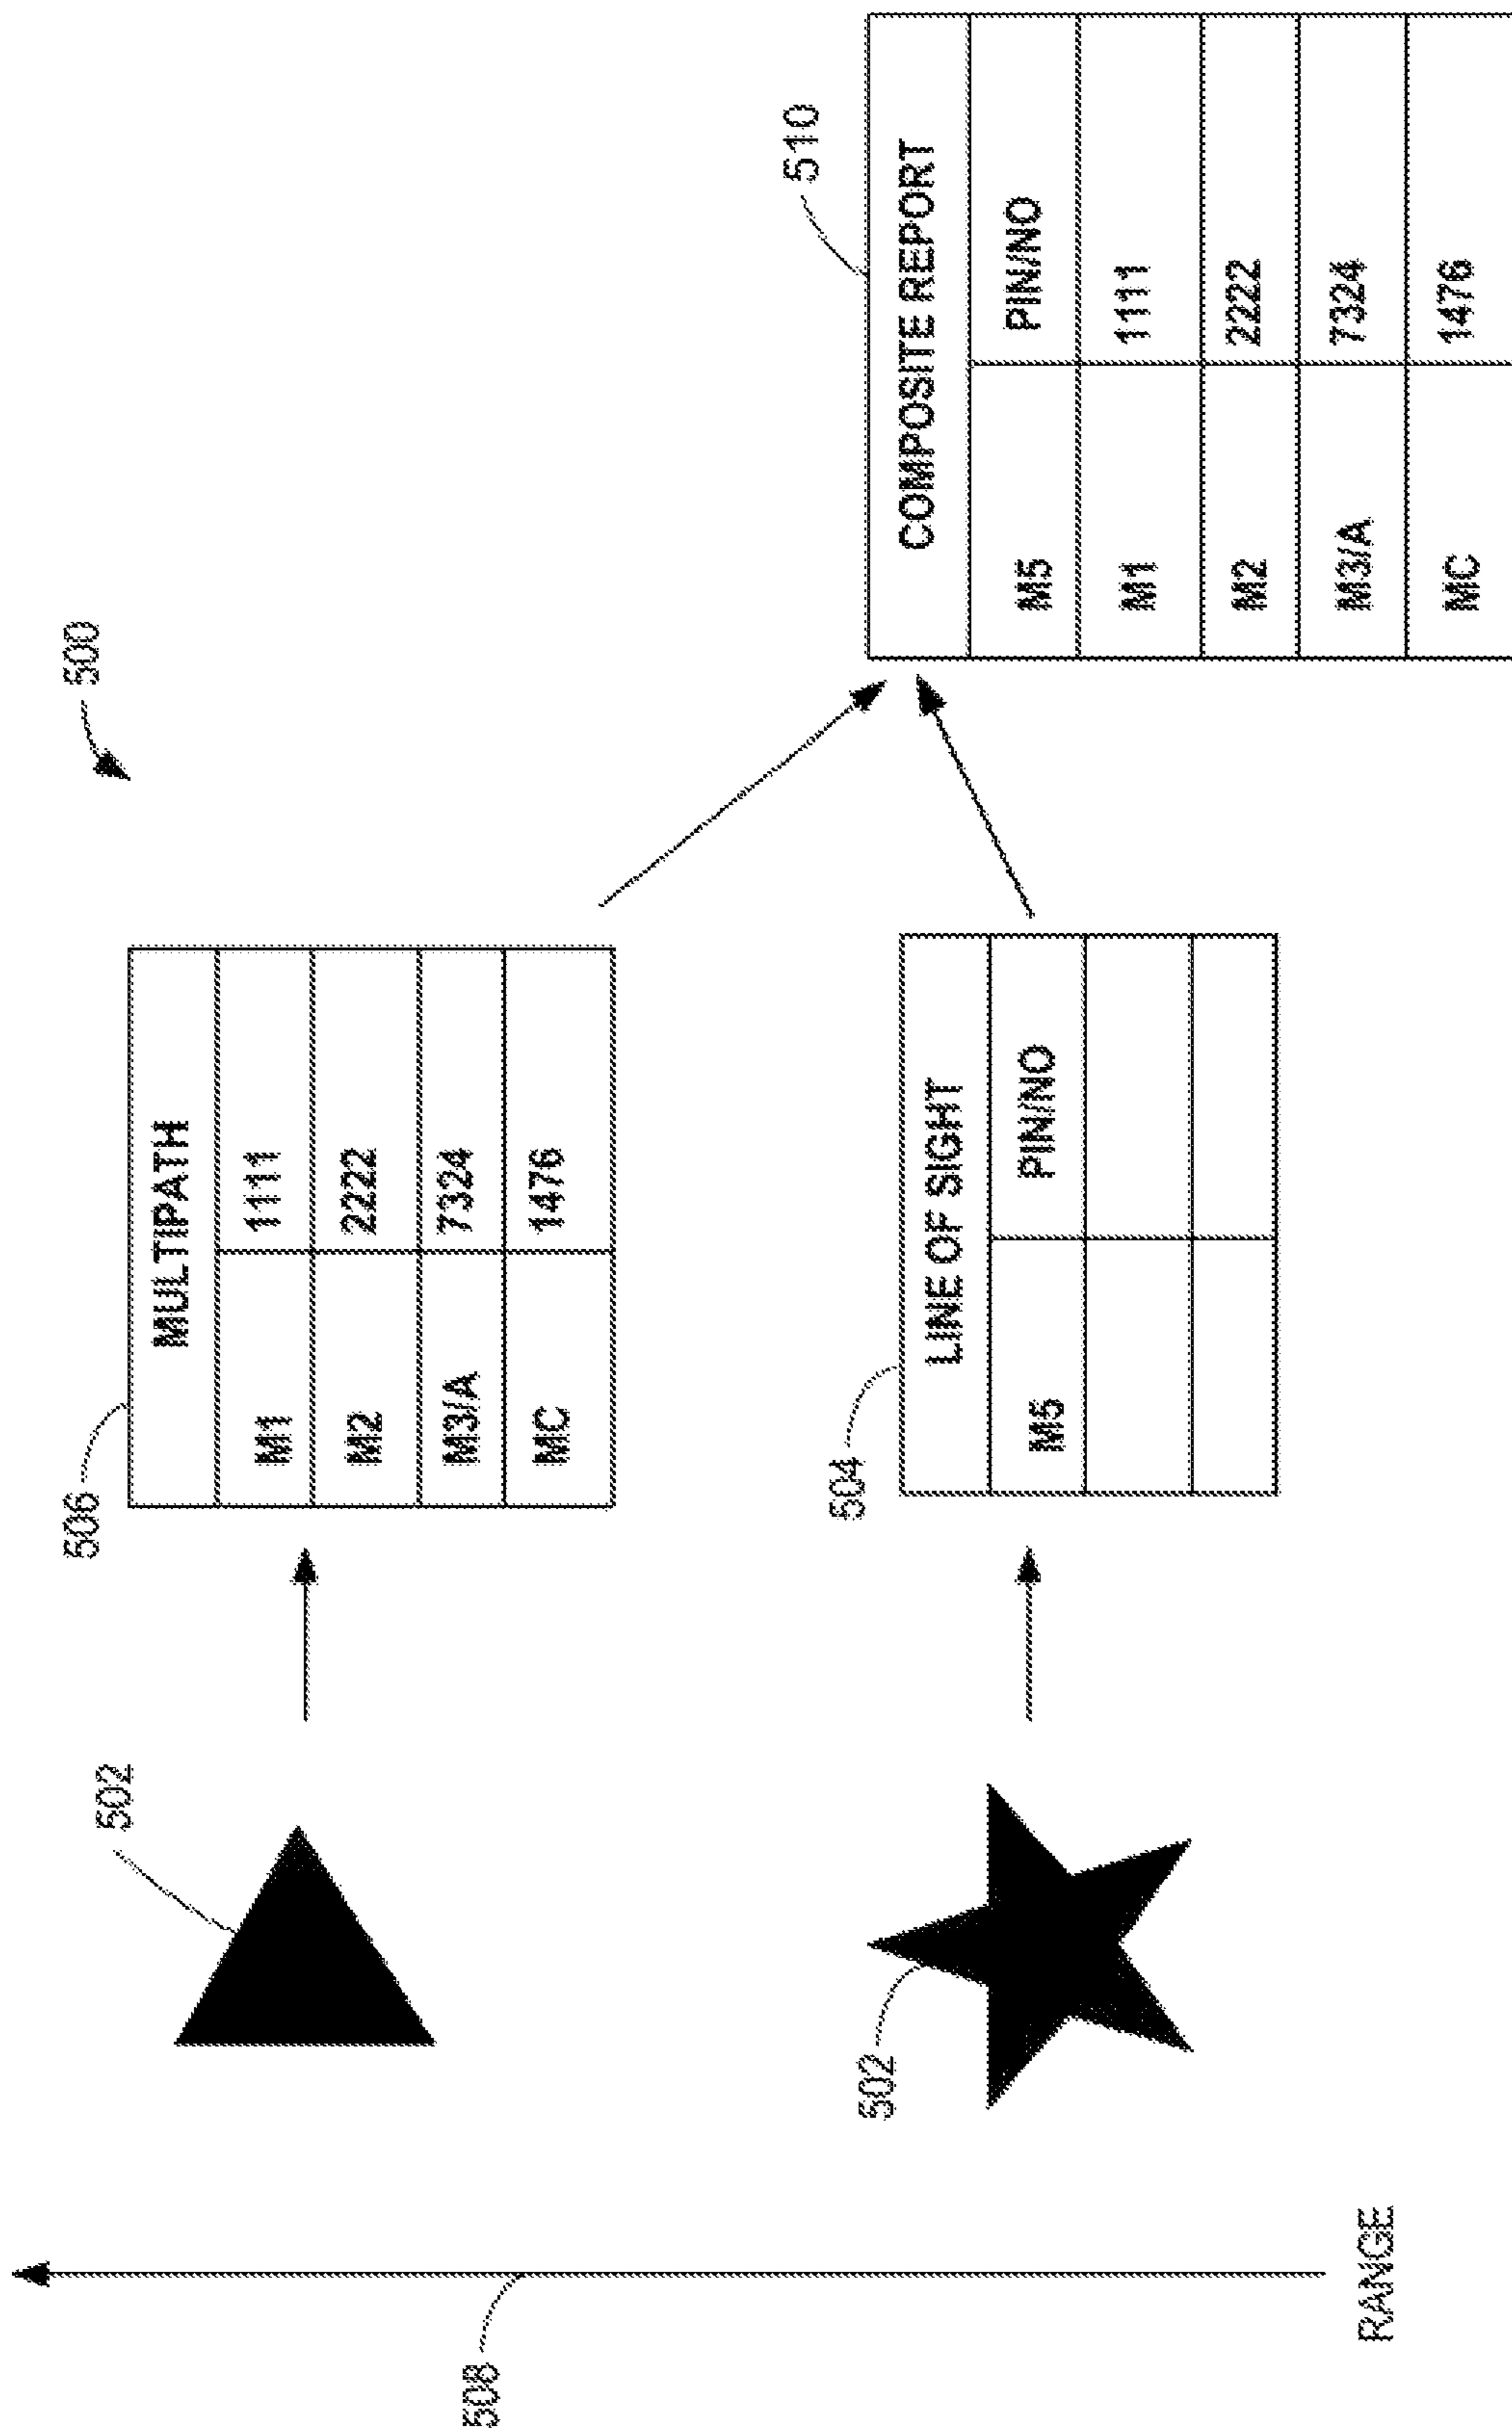 500
506
MULTIPATH
M1 1111
M2 2222
M3/A 7324
MC 1476
502
504
LINE OF SIGHT
M5 PIN/NO
502
510
COMPOSITE REPORT
M5 PIN/NO
M1 1111
M2 2222
M3/A 7324
MC 1476
508
RANGE